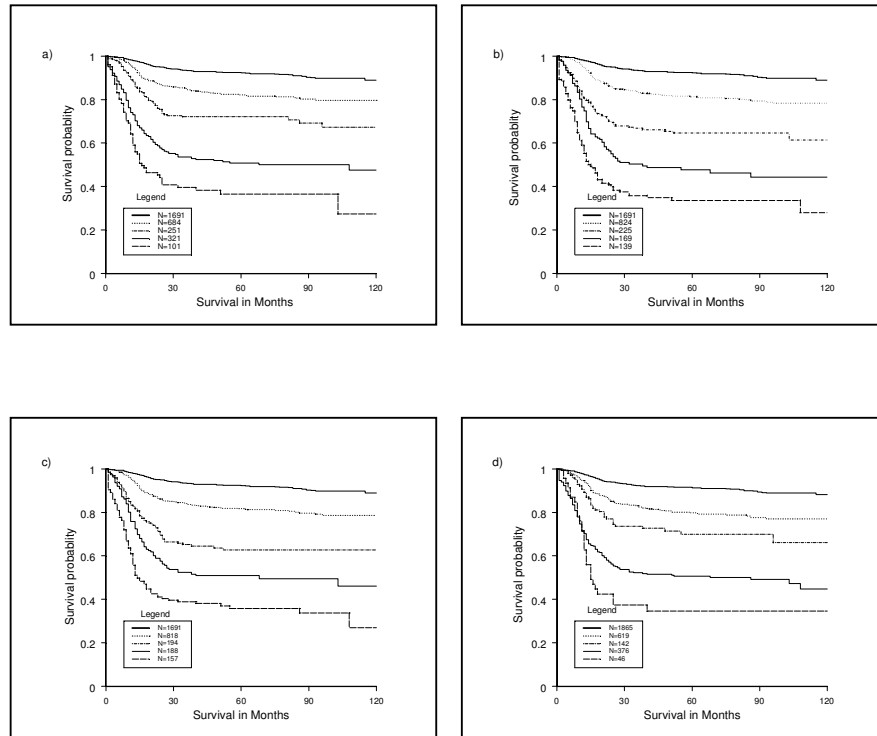 a)
Survival probablity
1
0.8
0.6
0.4
0.2
0
Legend
N=1691
N=684
N=251
N=321
N=101
0 30 60 90 120
Survival in Months
b)
Survival probablity
1
0.8
0.6
0.4
0.2
0
Legend
N=1691
N=824
N=225
N=169
N=139
0 30 60 90 120
Survival in Months
c)
Survival probablity
1
0.8
0.6
0.4
0.2
0
Legend
N=1691
N=818
N=194
N=188
N=157
0 30 60 90 120
Survival in Months
d)
Survival probablity
1
0.8
0.6
0.4
0.2
0
Legend
N=1865
N=619
N=142
N=376
N=46
0 30 60 90 120
Survival in Months